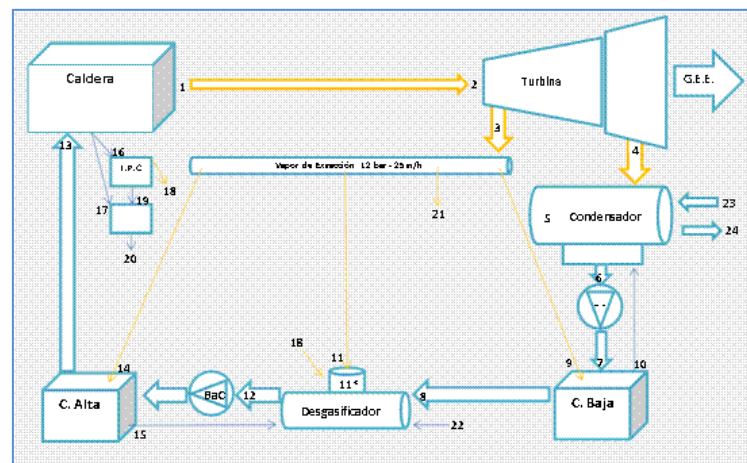 Caldera
1
2
Turbina
G.E.E.
3
4
13
16
T.P.C
17
18
19
20
Vapor de Extracción 12 bar - 25 m/h
21
5 Condensador
23
24
6
9
7
10
C. Baja
8
18
11
11*
Desgasificador
22
12
BaC
14
C. Alta
15